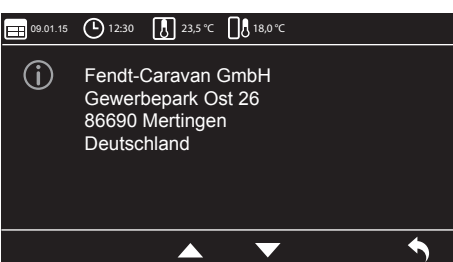 09.01.15 12:30 23,5 °C 18,0 °C
Fendt-Caravan GmbH
Gewerbepark Ost 26
86690 Mertingen
Deutschland